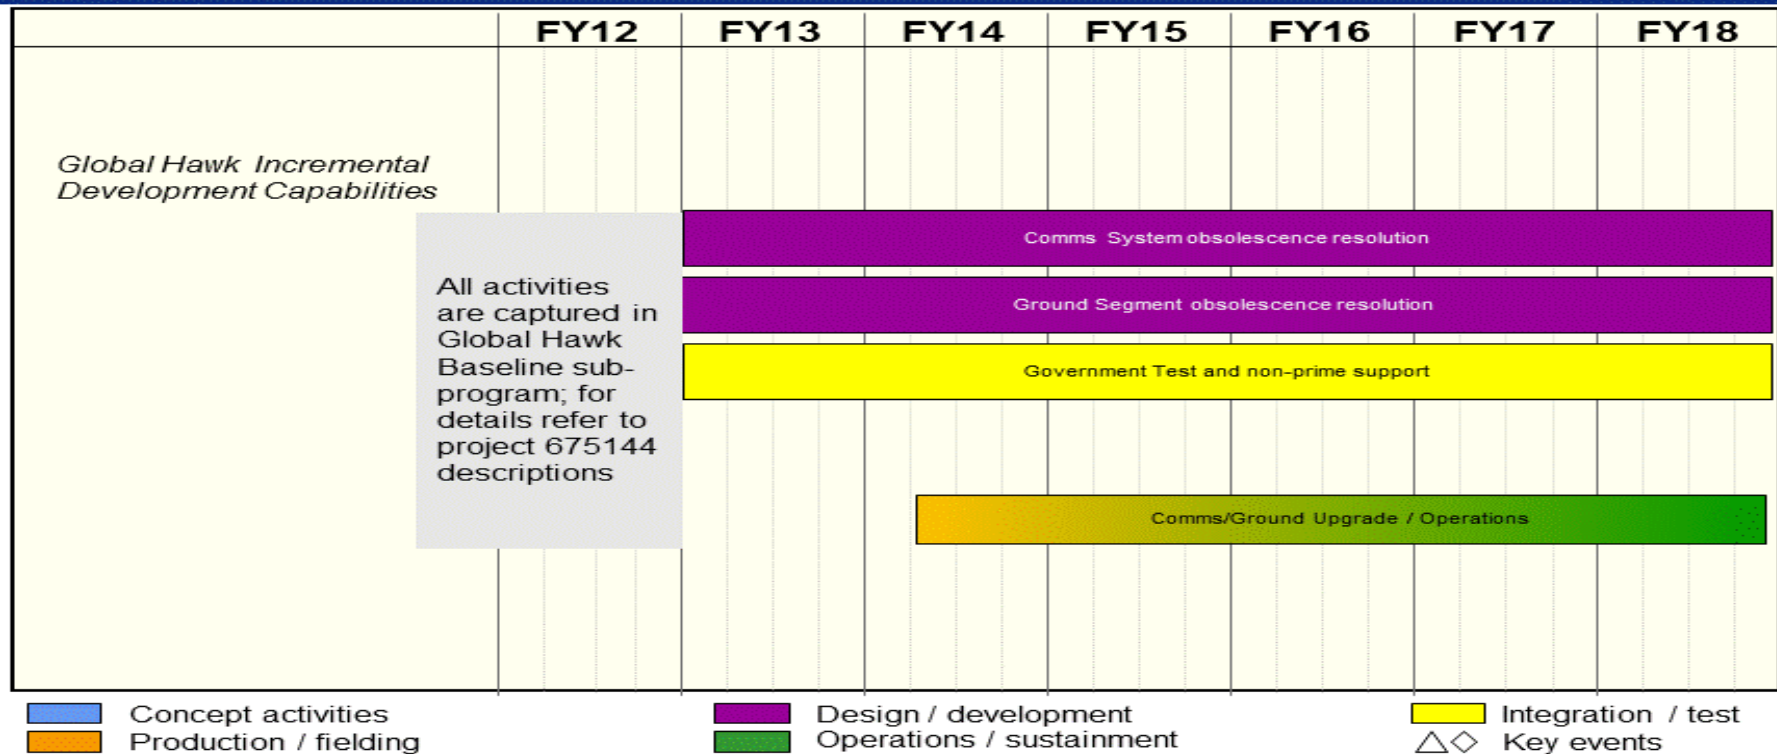 FY12 FY13 FY14 FY15 FY16 FY17 FY18
Global Hawk Incremental
Development Capabilities
All activities
are captured in
Global Hawk
Baseline sub-
program; for
details refer to
project 675144
descriptions
Comms System obsolescence resolution
Ground Segment obsolescence resolution
Government Test and non-prime support
Comms/Ground Upgrade / Operations
Concept activities
Production / fielding
Design / development
Operations / sustainment
Integration / test
Key events